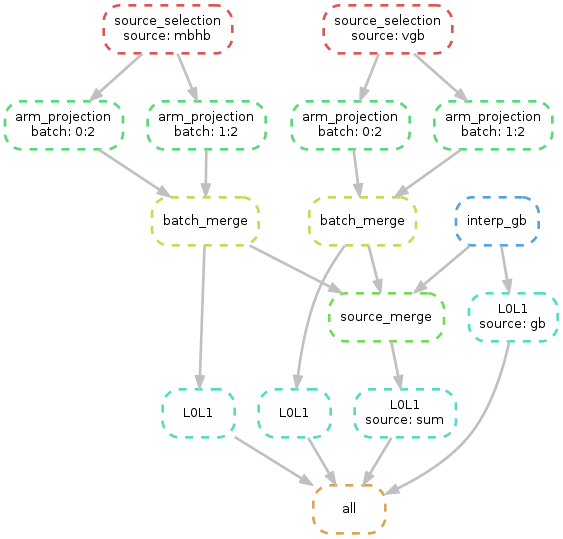 source_selection
source: mbhb
source_selection
source: vgb
arm_projection
batch: 0:2
arm_projection
batch: 1:2
arm_projection
batch: 0:2
arm_projection
batch: 1:2
batch_merge
batch_merge
interp_gb
source_merge
L0L1
source: gb
L0L1
L0L1
L0L1
source: sum
all